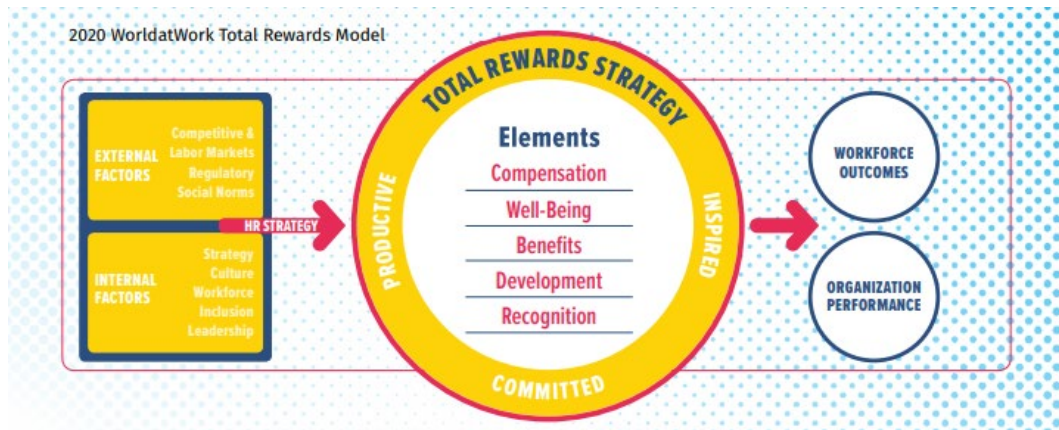 2020 WorldatWork Total Rewards Model
EXTERNAL
FACTORS
Competitive &
Labor Markets
Regulatory
Social Norms
HR STRATEGY
INTERNAL
FACTORS
Strategy
Culture
Workforce
Inclusion
Leadership
TOTAL REWARDS STRATEGY
PRODUCTIVE
Elements
Compensation
Well-Being
Benefits
Development
Recognition
INSPIRED
COMMITTED
WORKFORCE
OUTCOMES
ORGANIZATION
PERFORMANCE